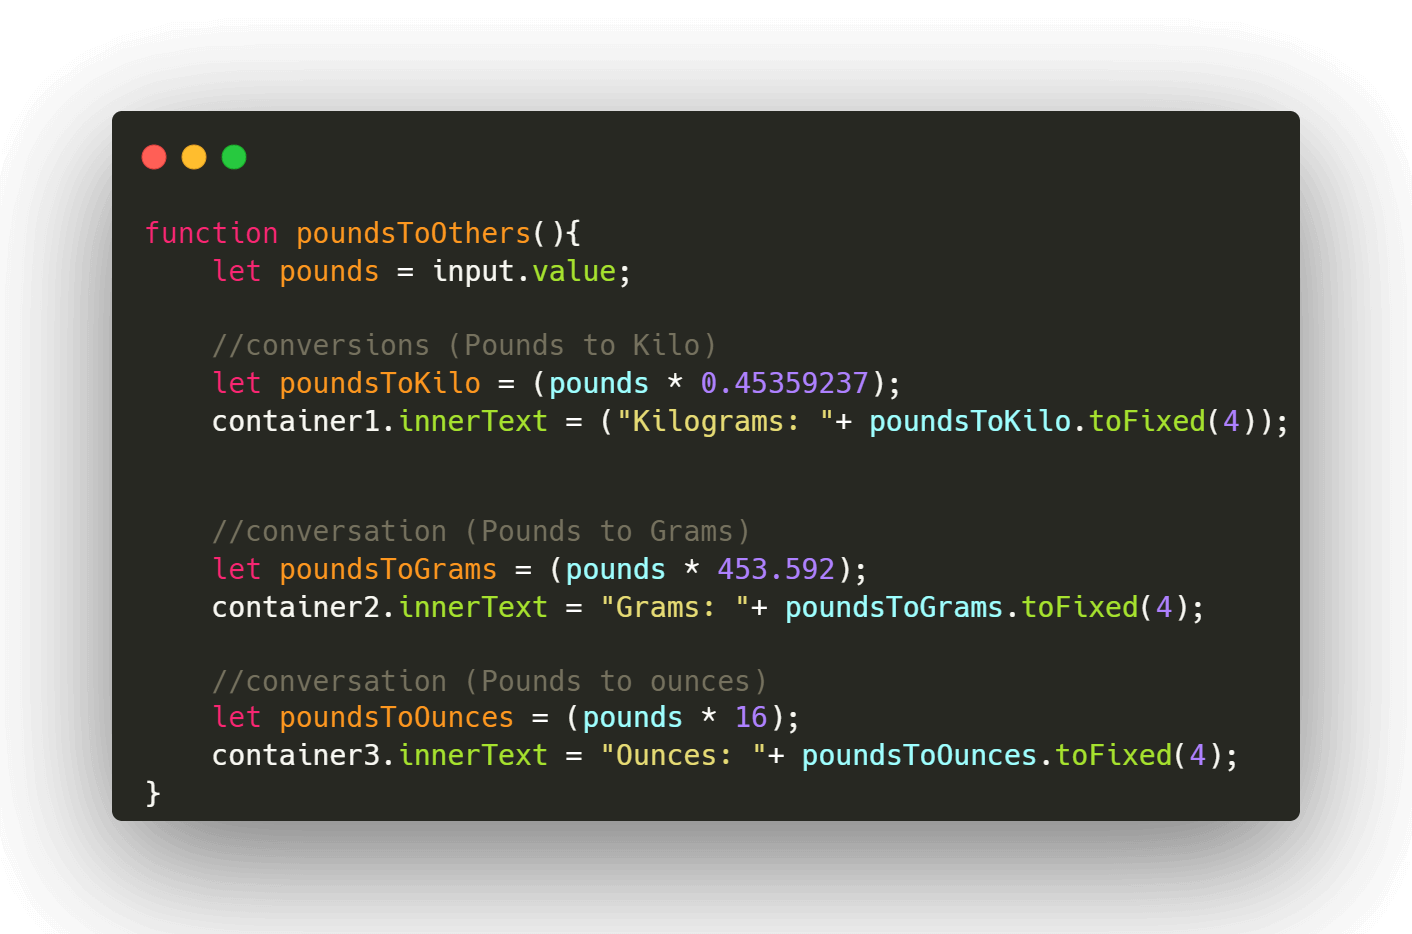 function poundsToOthers(){
    let pounds = input.value;

    //conversions (Pounds to Kilo)
    let poundsToKilo = (pounds * 0.45359237);
    container1.innerText = ("Kilograms: "+ poundsToKilo.toFixed(4));


    //conversation (Pounds to Grams)
    let poundsToGrams = (pounds * 453.592);
    container2.innerText = "Grams: "+ poundsToGrams.toFixed(4);

    //conversation (Pounds to ounces)
    let poundsToOunces = (pounds * 16);
    container3.innerText = "Ounces: "+ poundsToOunces.toFixed(4);
}